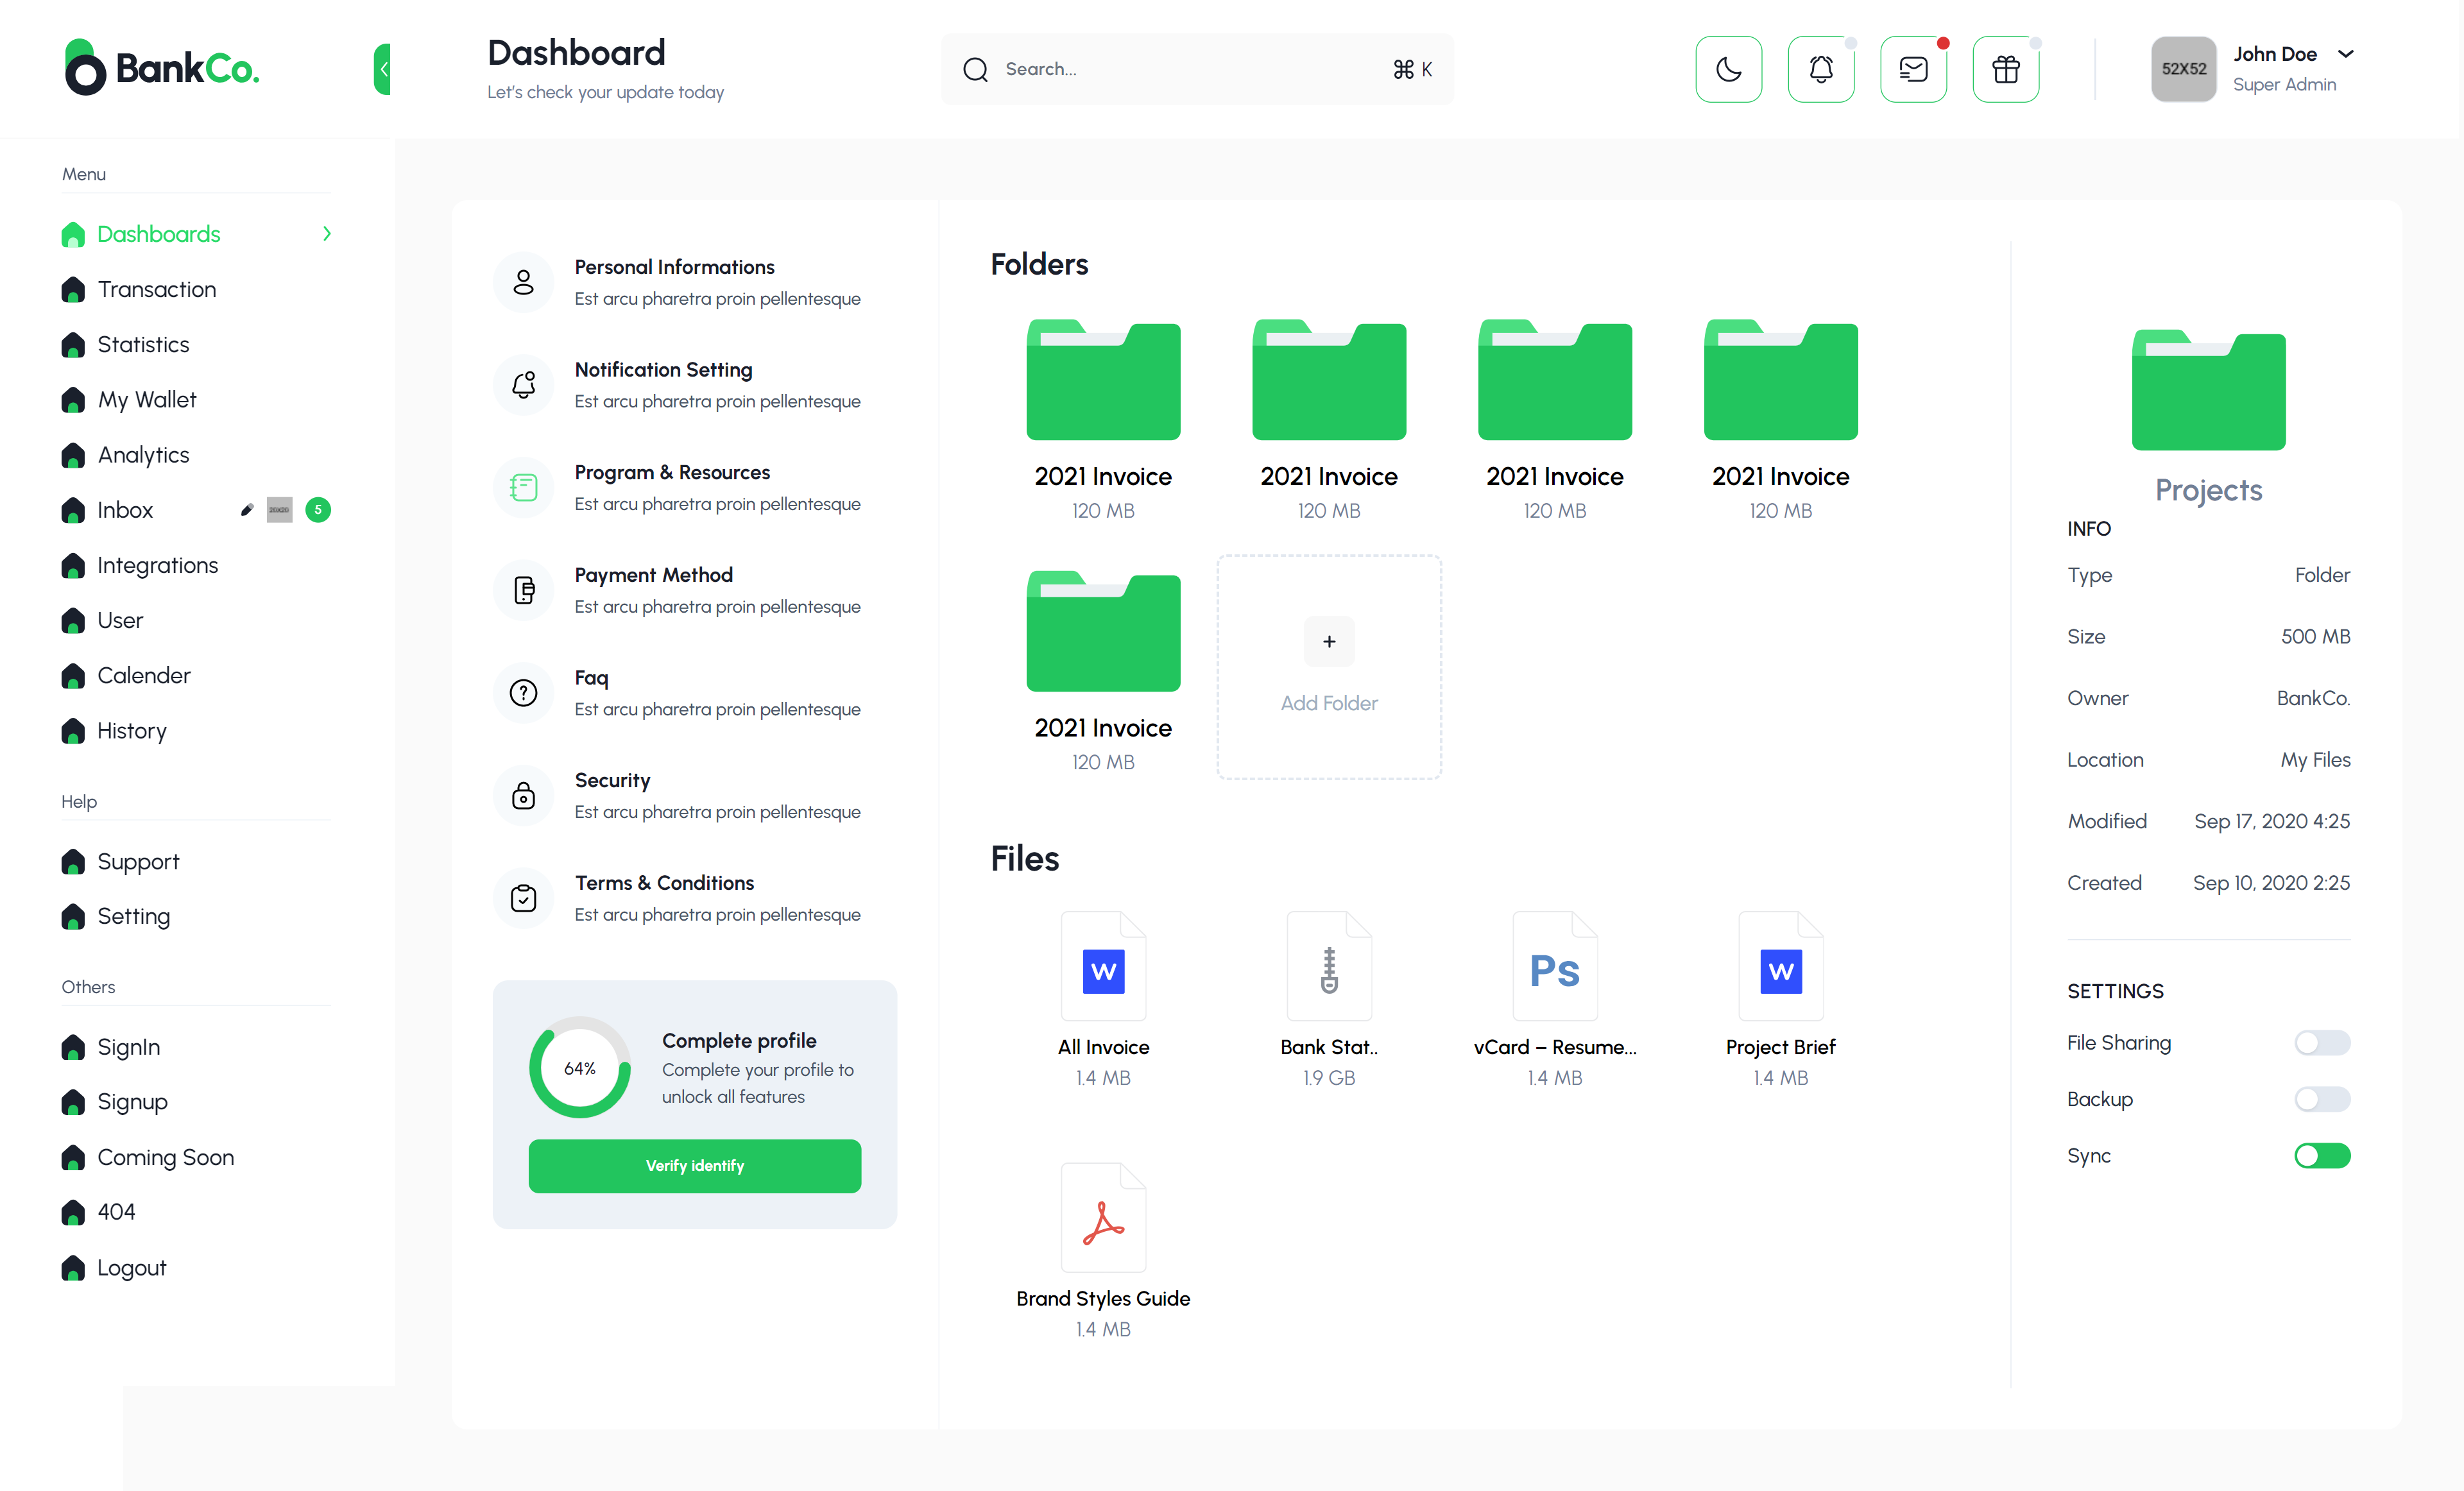 BankCo.
Dashboard
Let's check your update today
Search...
⌘ K
52X52
John Doe
Super Admin
Menu
Dashboards
Transaction
Statistics
My Wallet
Analytics
Inbox
5
Integrations
User
Calender
History
Help
Support
Setting
Others
SignIn
Signup
Coming Soon
404
Logout
Personal Informations
Est arcu pharetra proin pellentesque
Notification Setting
Est arcu pharetra proin pellentesque
Program & Resources
Est arcu pharetra proin pellentesque
Payment Method
Est arcu pharetra proin pellentesque
Faq
Est arcu pharetra proin pellentesque
Security
Est arcu pharetra proin pellentesque
Terms & Conditions
Est arcu pharetra proin pellentesque
64%
Complete profile
Complete your profile to
unlock all features
Verify identify
Folders
2021 Invoice
120 MB
2021 Invoice
120 MB
2021 Invoice
120 MB
2021 Invoice
120 MB
2021 Invoice
120 MB
+
Add Folder
Files
W
All Invoice
1.4 MB
Bank Stat..
1.9 GB
Ps
vCard – Resume...
1.4 MB
W
Project Brief
1.4 MB
Brand Styles Guide
1.4 MB
Projects
INFO
Type Folder
Size 500 MB
Owner BankCo.
Location My Files
Modified Sep 17, 2020 4:25
Created Sep 10, 2020 2:25
SETTINGS
File Sharing
Backup
Sync